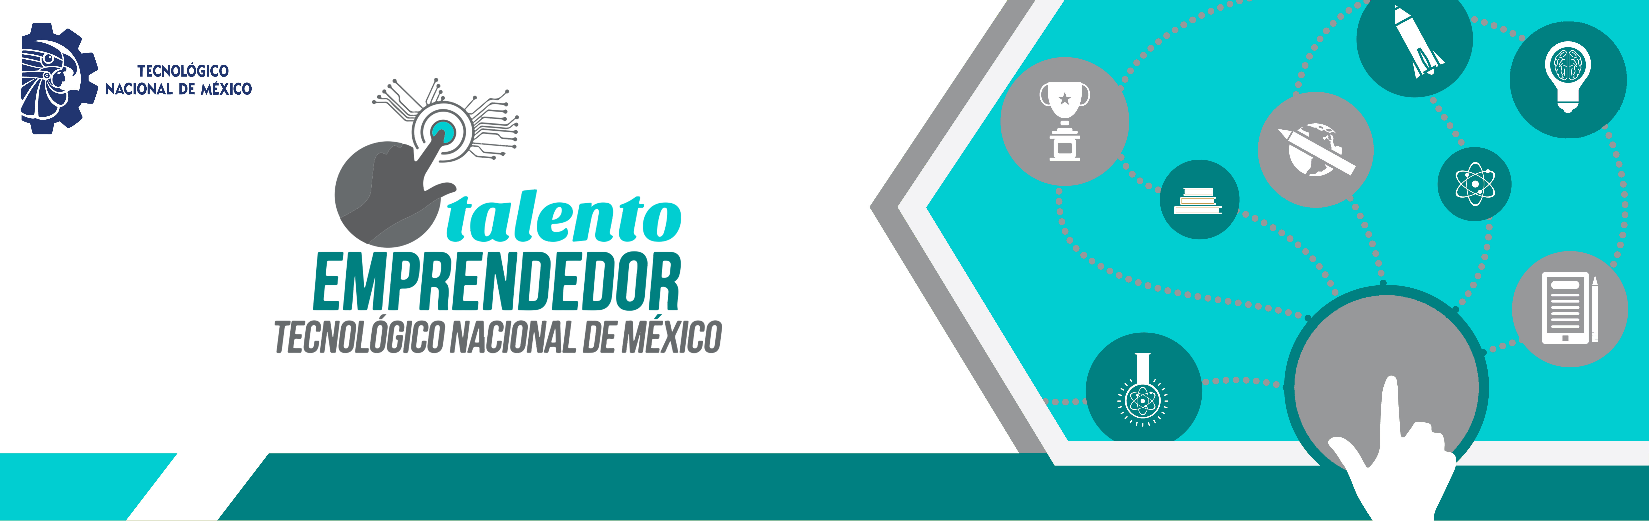 TECNOLÓGICO
NACIONAL DE MÉXICO
talento
EMPRENDEDOR
TECNOLÓGICO NACIONAL DE MÉXICO